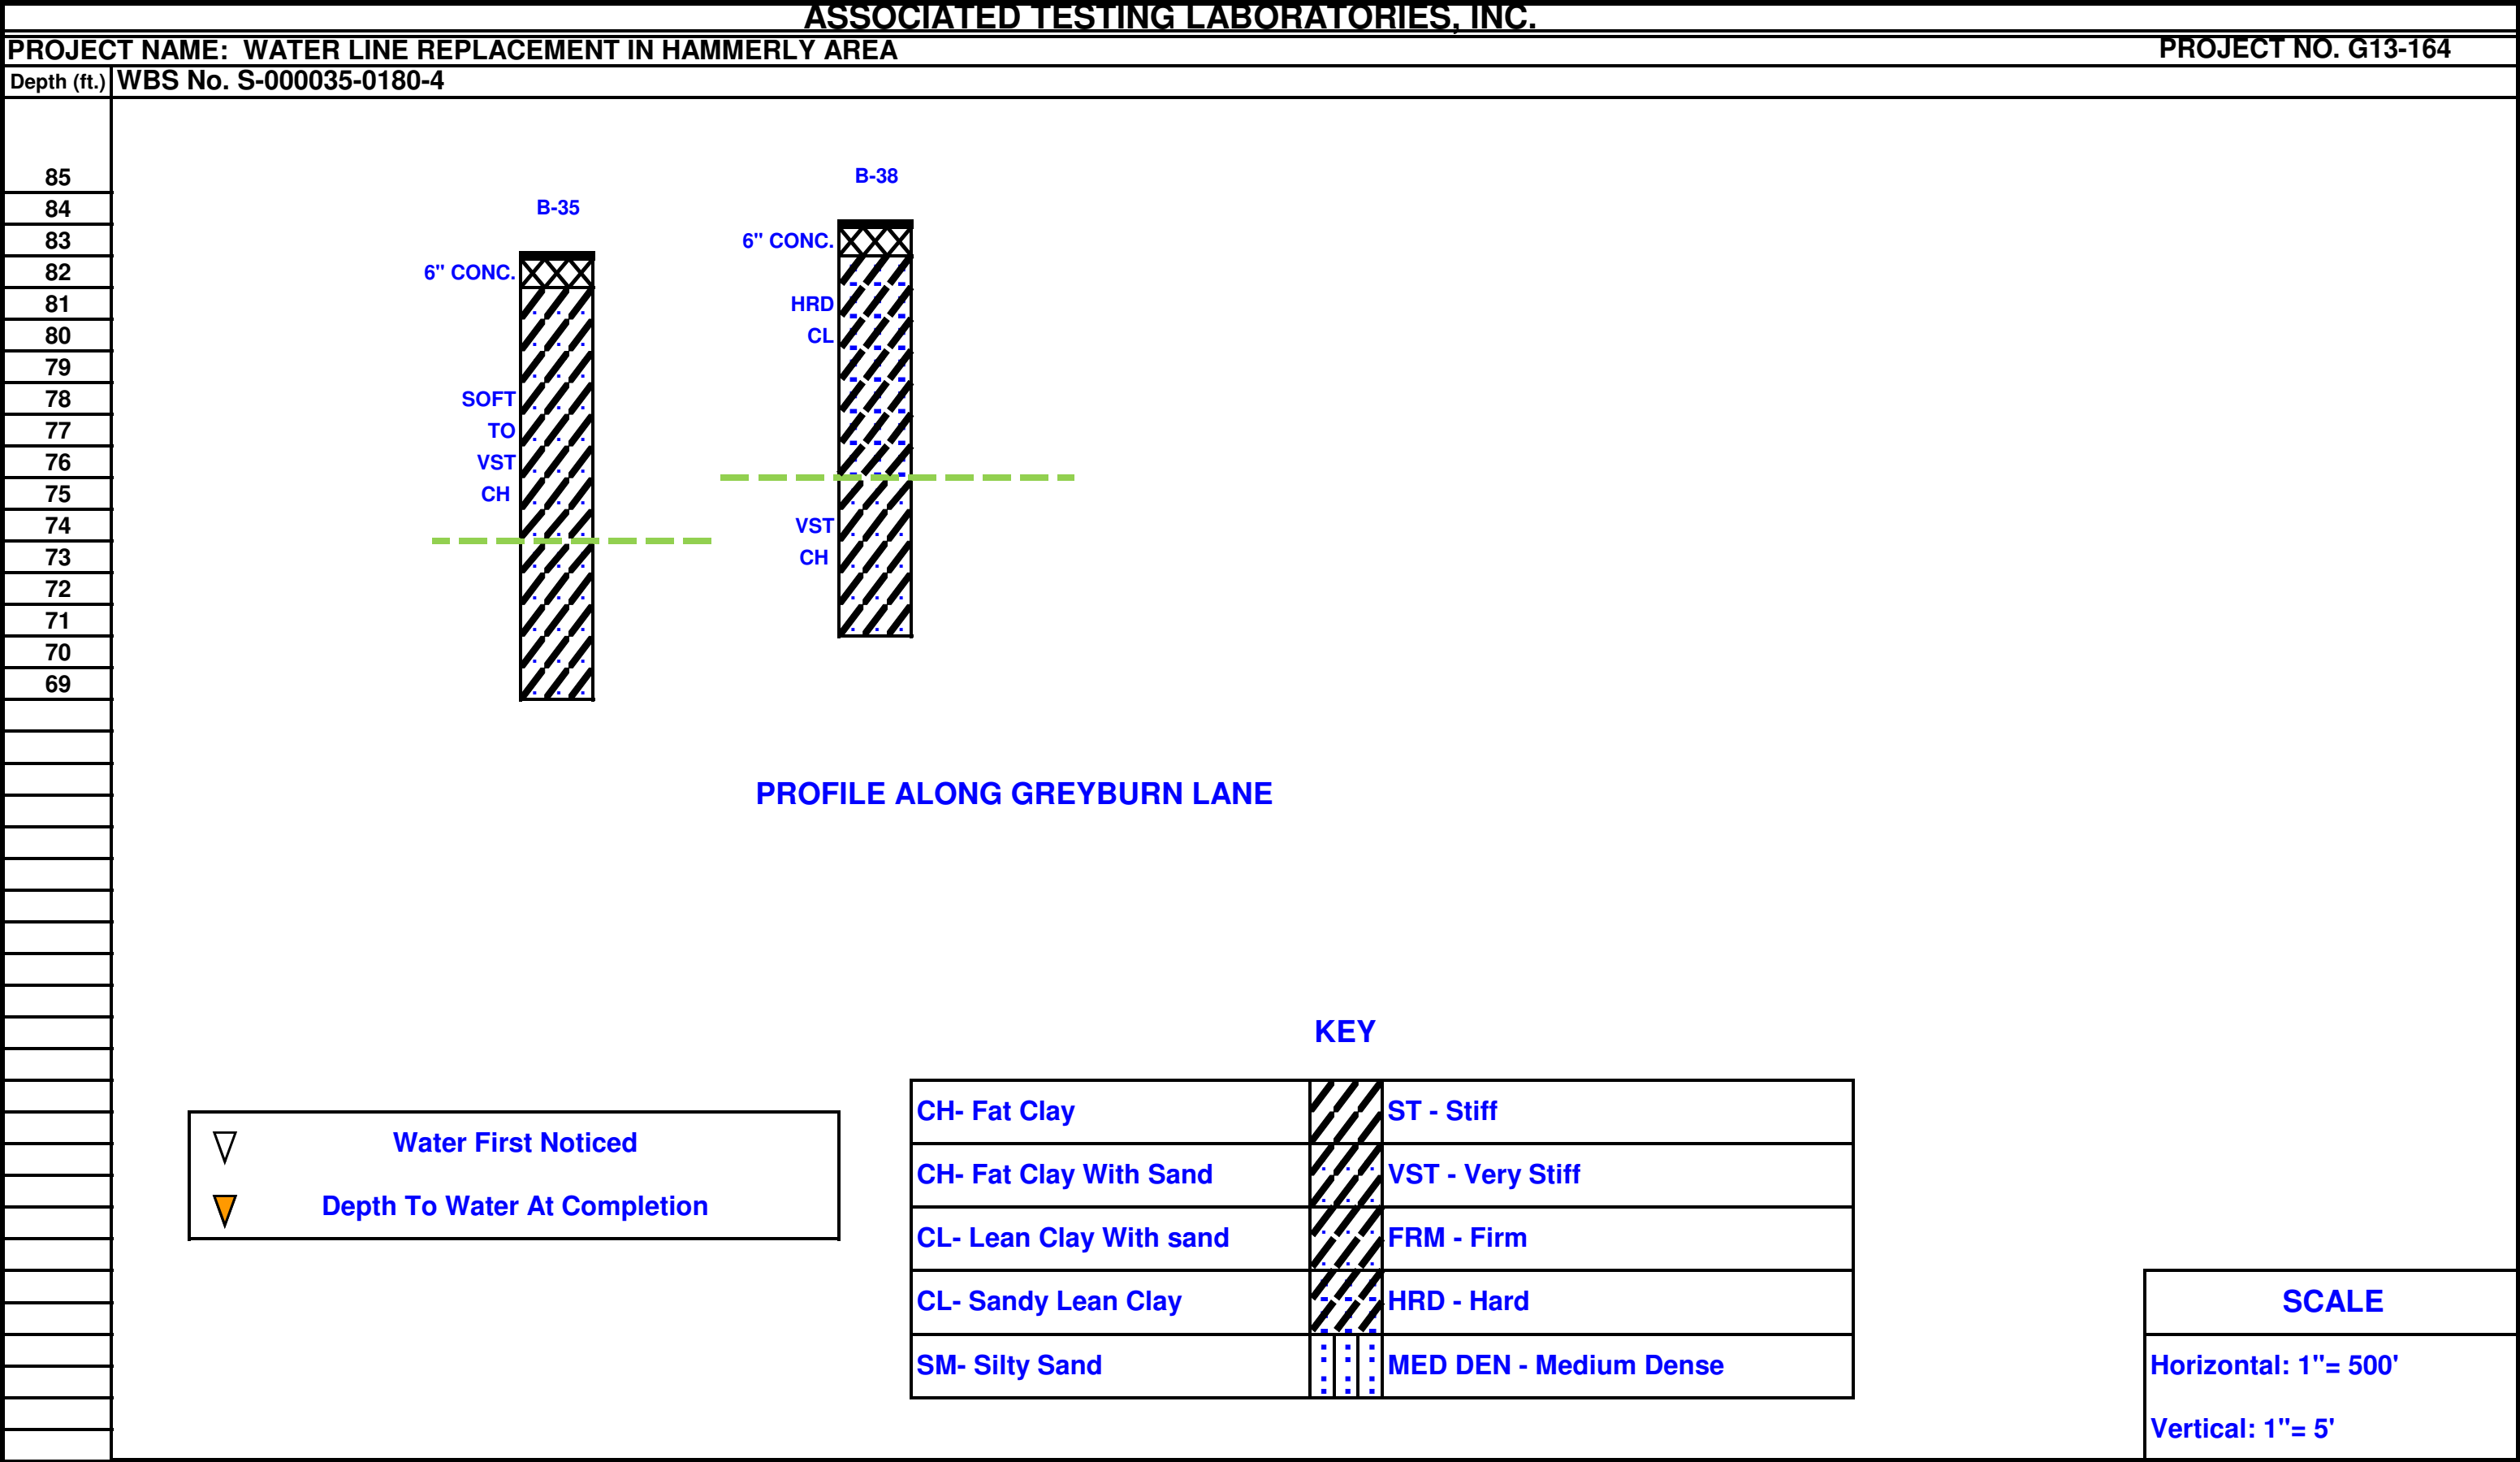 ASSOCIATED TESTING LABORATORIES, INC.
PROJECT NAME: WATER LINE REPLACEMENT IN HAMMERLY AREA
PROJECT NO. G13-164
Depth (ft.)
WBS No. S-000035-0180-4
85
84
83
82
81
80
79
78
77
76
75
74
73
72
71
70
69
B-35
6" CONC.
SOFT
TO
VST
CH
B-38
6" CONC.
HRD
CL
VST
CH
PROFILE ALONG GREYBURN LANE
Water First Noticed
Depth To Water At Completion
KEY
CH- Fat Clay
ST - Stiff
CH- Fat Clay With Sand
VST - Very Stiff
CL- Lean Clay With sand
FRM - Firm
CL- Sandy Lean Clay
HRD - Hard
SM- Silty Sand
MED DEN - Medium Dense
SCALE
Horizontal: 1"= 500'
Vertical: 1"= 5'